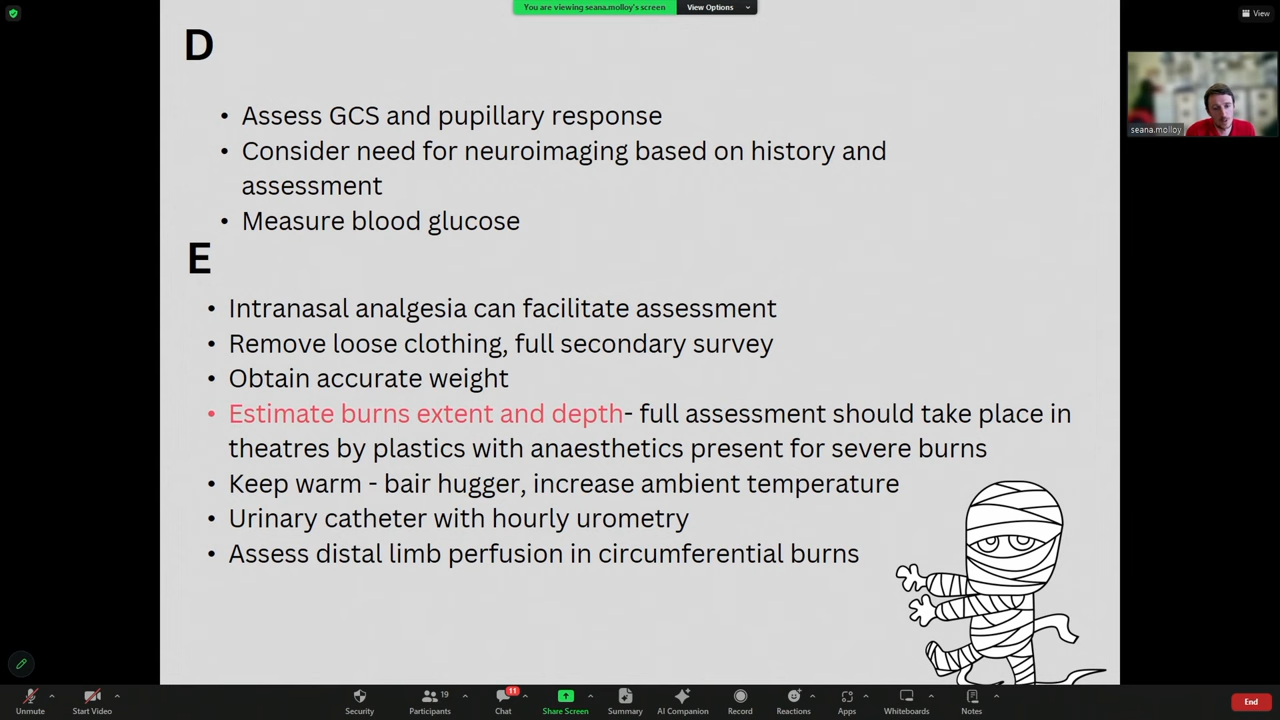 You are viewing seana.molloy's screen
View Options
View
D
• Assess GCS and pupillary response
• Consider need for neuroimaging based on history and
assessment
• Measure blood glucose
E
• Intranasal analgesia can facilitate assessment
• Remove loose clothing, full secondary survey
• Obtain accurate weight
• Estimate burns extent and depth- full assessment should take place in
theatres by plastics with anaesthetics present for severe burns
• Keep warm - bair hugger, increase ambient temperature
• Urinary catheter with hourly urometry
• Assess distal limb perfusion in circumferential burns
seana.molloy
Unmute
Start Video
Security
Participants
19
Chat
11
Share Screen
Summary
AI Companion
Record
Reactions
Apps
Whiteboards
Notes
End